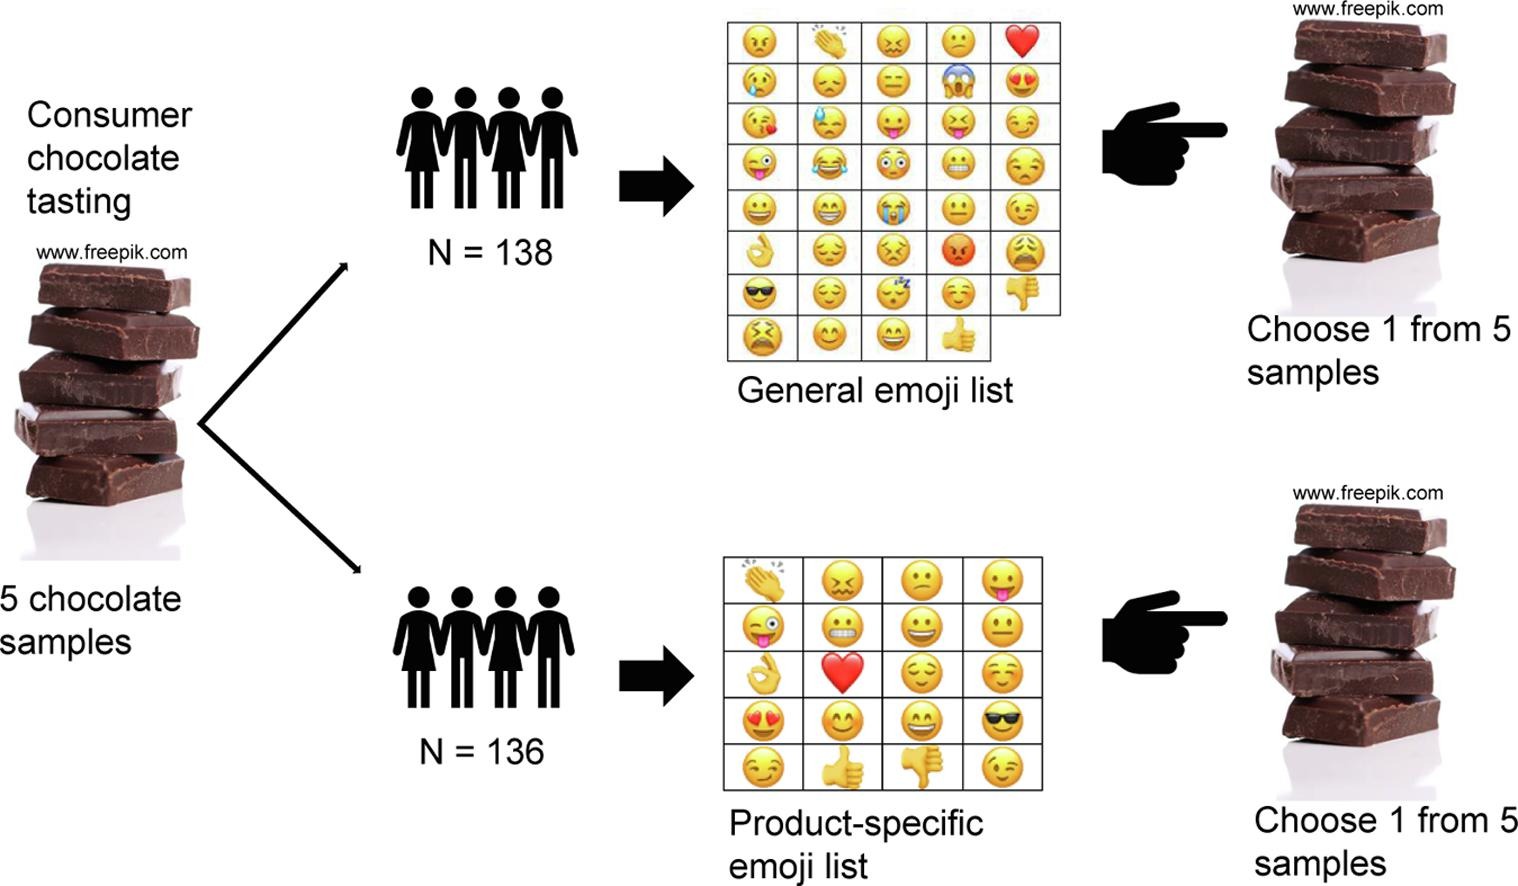 Consumer
chocolate
tasting
www.freepik.com
5 chocolate
samples
N = 138
General emoji list
www.freepik.com
Choose 1 from 5
samples
N = 136
Product-specific
emoji list
www.freepik.com
Choose 1 from 5
samples